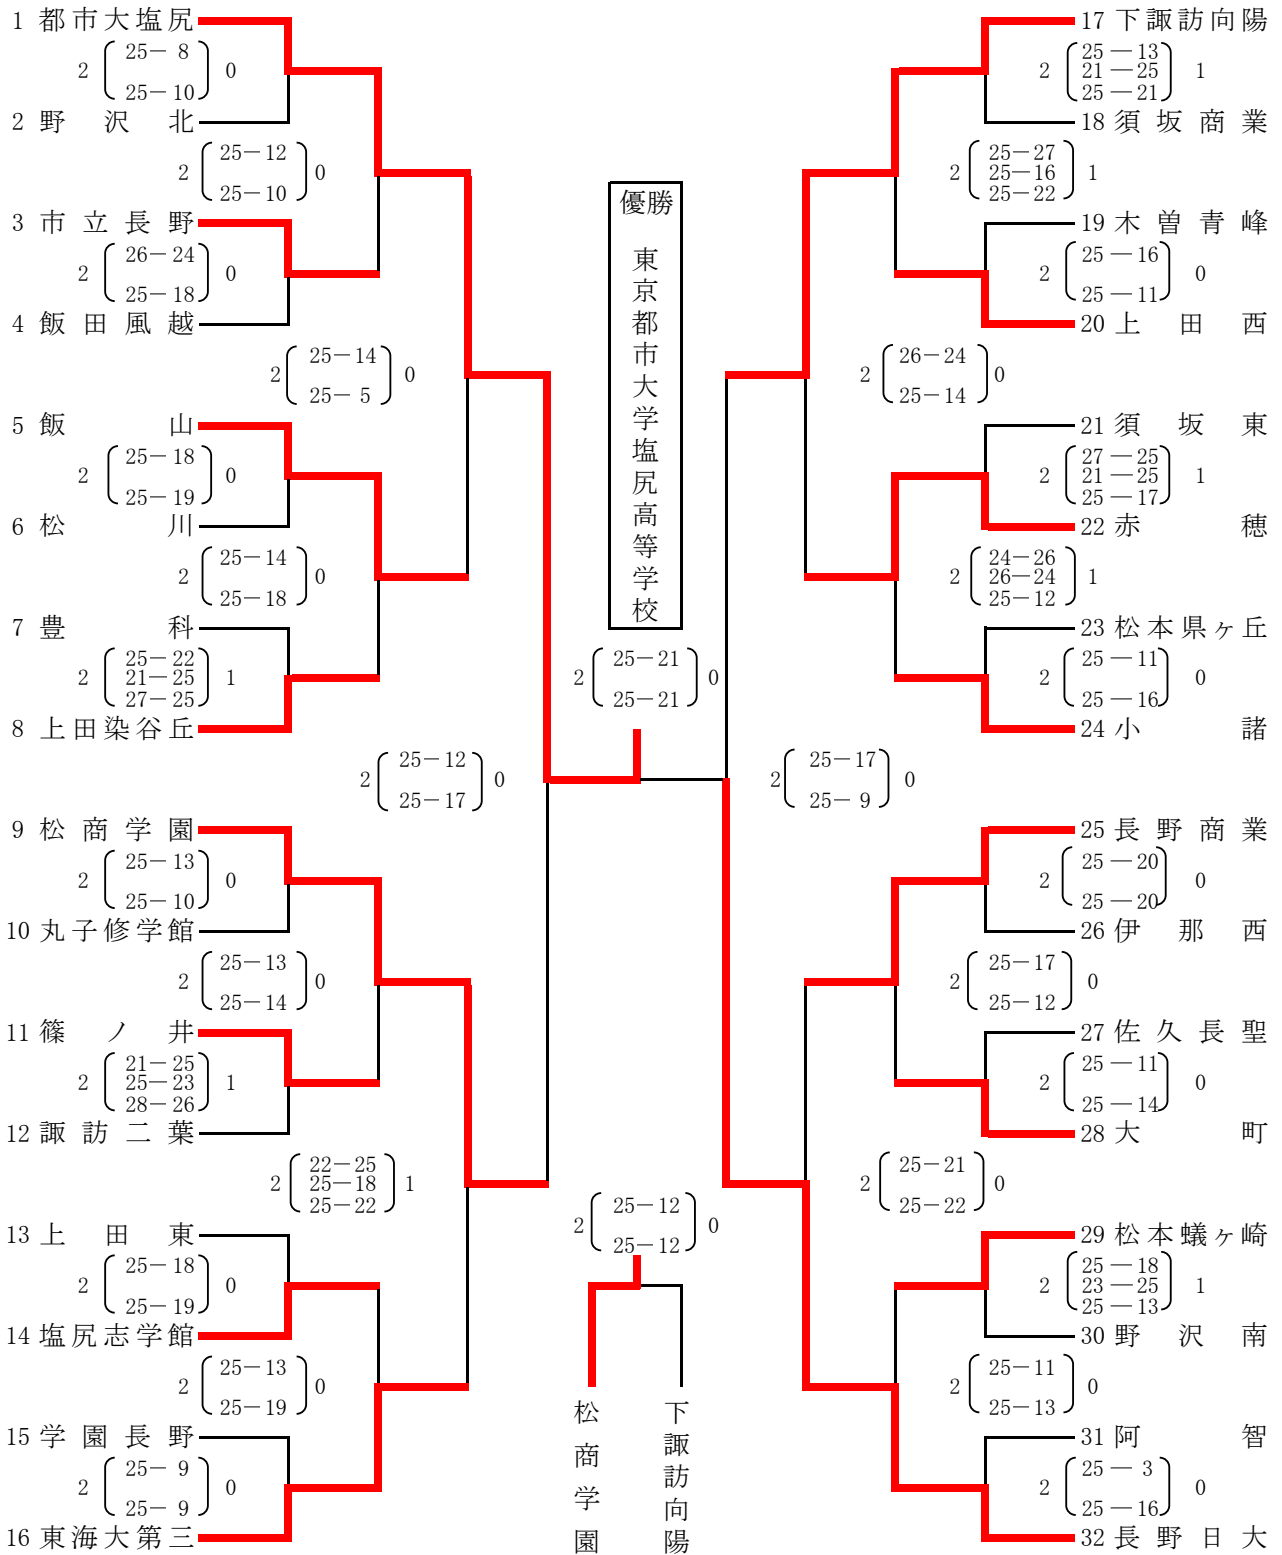 1 都市大塩尻
2 25－ 8 0
25－10
2 野沢北
2 25－12 0
25－10
3 市立長野
2 26－24 0
25－18
4 飯田風越
2 25－14 0
25－ 5
5 飯山
2 25－18 0
25－19
6 松川
2 25－14 0
25－18
7 豊科
25－22
2 21－25 1
27－25
8 上田染谷丘
2 25－12 0
25－17
9 松商学園
2 25－13 0
25－10
10 丸子修学館
2 25－13 0
25－14
11 篠ノ井
21－25
2 25－23 1
28－26
12 諏訪二葉
22－25
2 25－18 1
25－22
13 上田東
2 25－18 0
25－19
14 塩尻志学館
2 25－13 0
25－19
15 学園長野
2 25－ 9 0
25－ 9
16 東海大第三
優勝
東京都市大学塩尻高等学校
2 25－21 0
25－21
2 25－12 0
25－12
松商学園
下諏訪向陽
17 下諏訪向陽
25－13
2 21－25 1
25－21
18 須坂商業
25－27
2 25－16 1
25－22
19 木曽青峰
2 25－16 0
25－11
20 上田西
2 26－24 0
25－14
21 須坂東
27－25
2 21－25 1
25－17
22 赤穂
24－26
2 26－24 1
25－12
23 松本県ヶ丘
2 25－11 0
25－16
24 小諸
2 25－17 0
25－ 9
25 長野商業
2 25－20 0
25－20
26 伊那西
2 25－17 0
25－12
27 佐久長聖
2 25－11 0
25－14
28 大町
2 25－21 0
25－22
29 松本蟻ヶ崎
25－18
2 23－25 1
25－13
30 野沢南
2 25－11 0
25－13
31 阿智
2 25－ 3 0
25－16
32 長野日大